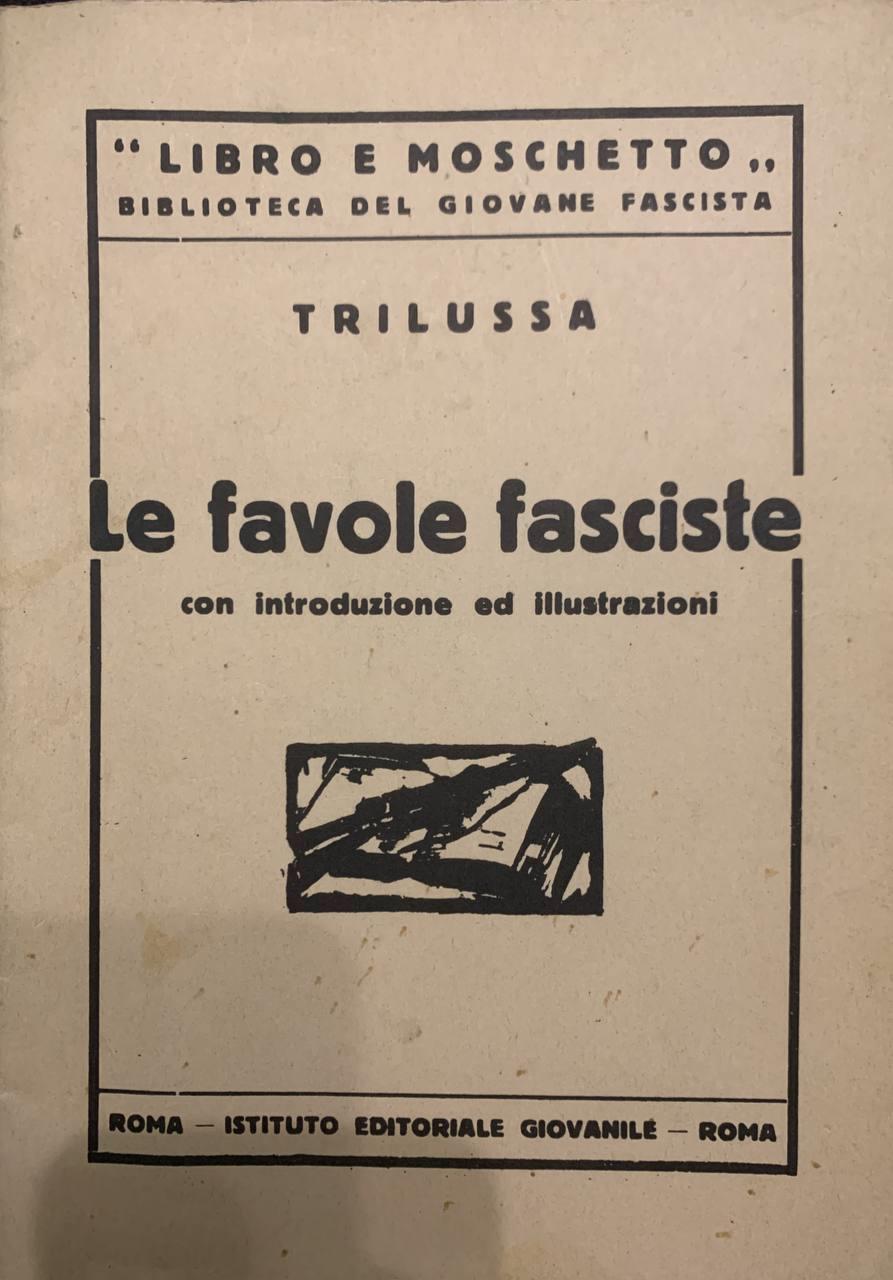 “ LIBRO E MOSCHETTO „
BIBLIOTECA DEL GIOVANE FASCISTA
TRILUSSA
Le favole fasciste
con introduzione ed illustrazioni
ROMA — ISTITUTO EDITORIALE GIOVANILE — ROMA